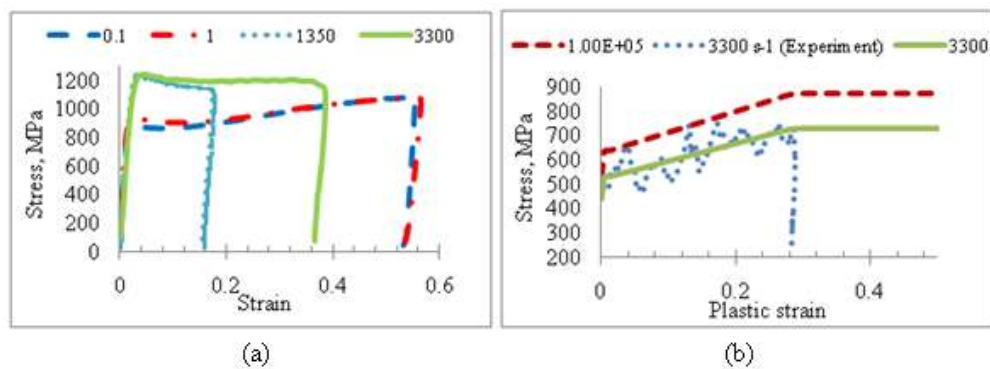 0.1 1 1350 3300
1200
1000
800
600
400
200
0
Stress, MPa
0 0.2 0.4 0.6
Strain
(a)
1.00E+05 3300 s-1 (Experiment) 3300
900
800
700
600
500
400
300
200
Stress, MPa
0 0.2 0.4
Plastic strain
(b)